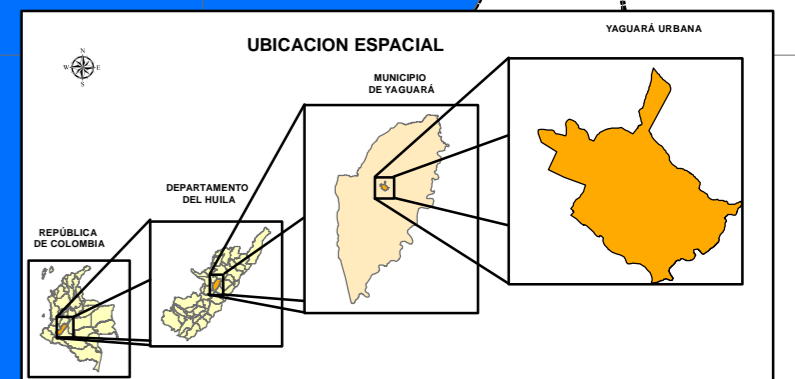 YAGUARÁ URBANA
UBICACION ESPACIAL
N
W E
S
MUNICIPIO
DE YAGUARÁ
DEPARTAMENTO
DEL HUILA
REPÚBLICA
DE COLOMBIA